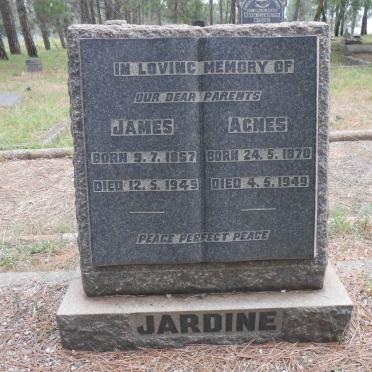 IN LOVING MEMORY OF
OUR DEAR PARENTS
JAMES AGNES
BORN 9.7.1867 BORN 24.5.1870
DIED 12.5.1949 DIED 4.5.1949
PEACE PERFECT PEACE
JARDINE